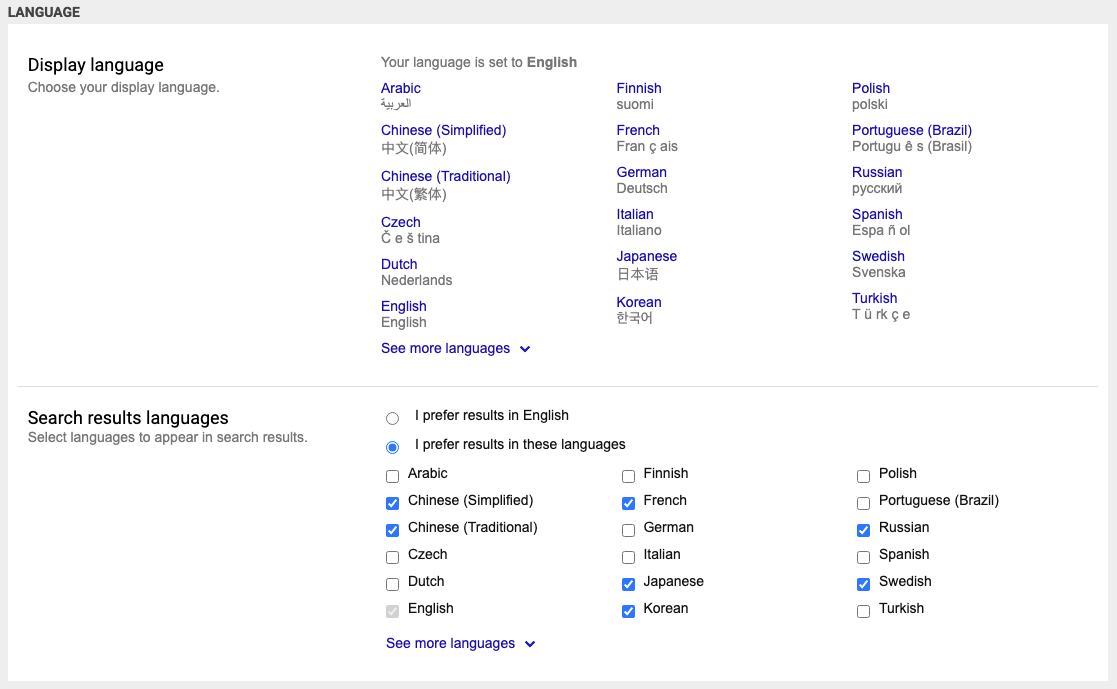 LANGUAGE
Display language
Choose your display language.
Your language is set to English
Arabic
العربية
Chinese (Simplified)
中文(简体)
Chinese (Traditional)
中文(繁体)
Czech
Č e š tina
Dutch
Nederlands
English
English
Finnish
suomi
French
Fran ç ais
German
Deutsch
Italian
Italiano
Japanese
日本语
Korean
한국어
Polish
polski
Portuguese (Brazil)
Portugu ê s (Brasil)
Russian
русский
Spanish
Espa ñ ol
Swedish
Svenska
Turkish
T ü rk ç e
See more languages
Search results languages
Select languages to appear in search results.
I prefer results in English
I prefer results in these languages
Arabic
Chinese (Simplified)
Chinese (Traditional)
Czech
Dutch
English
Finnish
French
German
Italian
Japanese
Korean
Polish
Portuguese (Brazil)
Russian
Spanish
Swedish
Turkish
See more languages